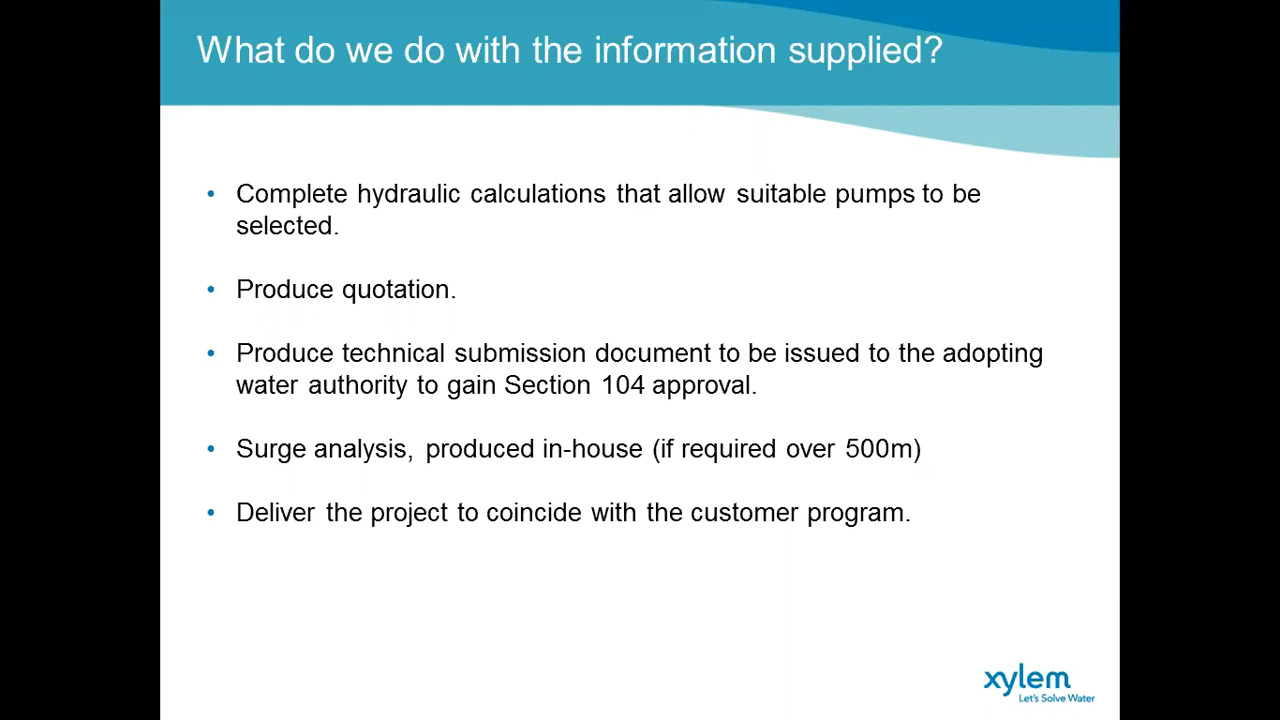 What do we do with the information supplied?
• Complete hydraulic calculations that allow suitable pumps to be
selected.
• Produce quotation.
• Produce technical submission document to be issued to the adopting
water authority to gain Section 104 approval.
• Surge analysis, produced in-house (if required over 500m)
• Deliver the project to coincide with the customer program.
xylem
Let's Solve Water